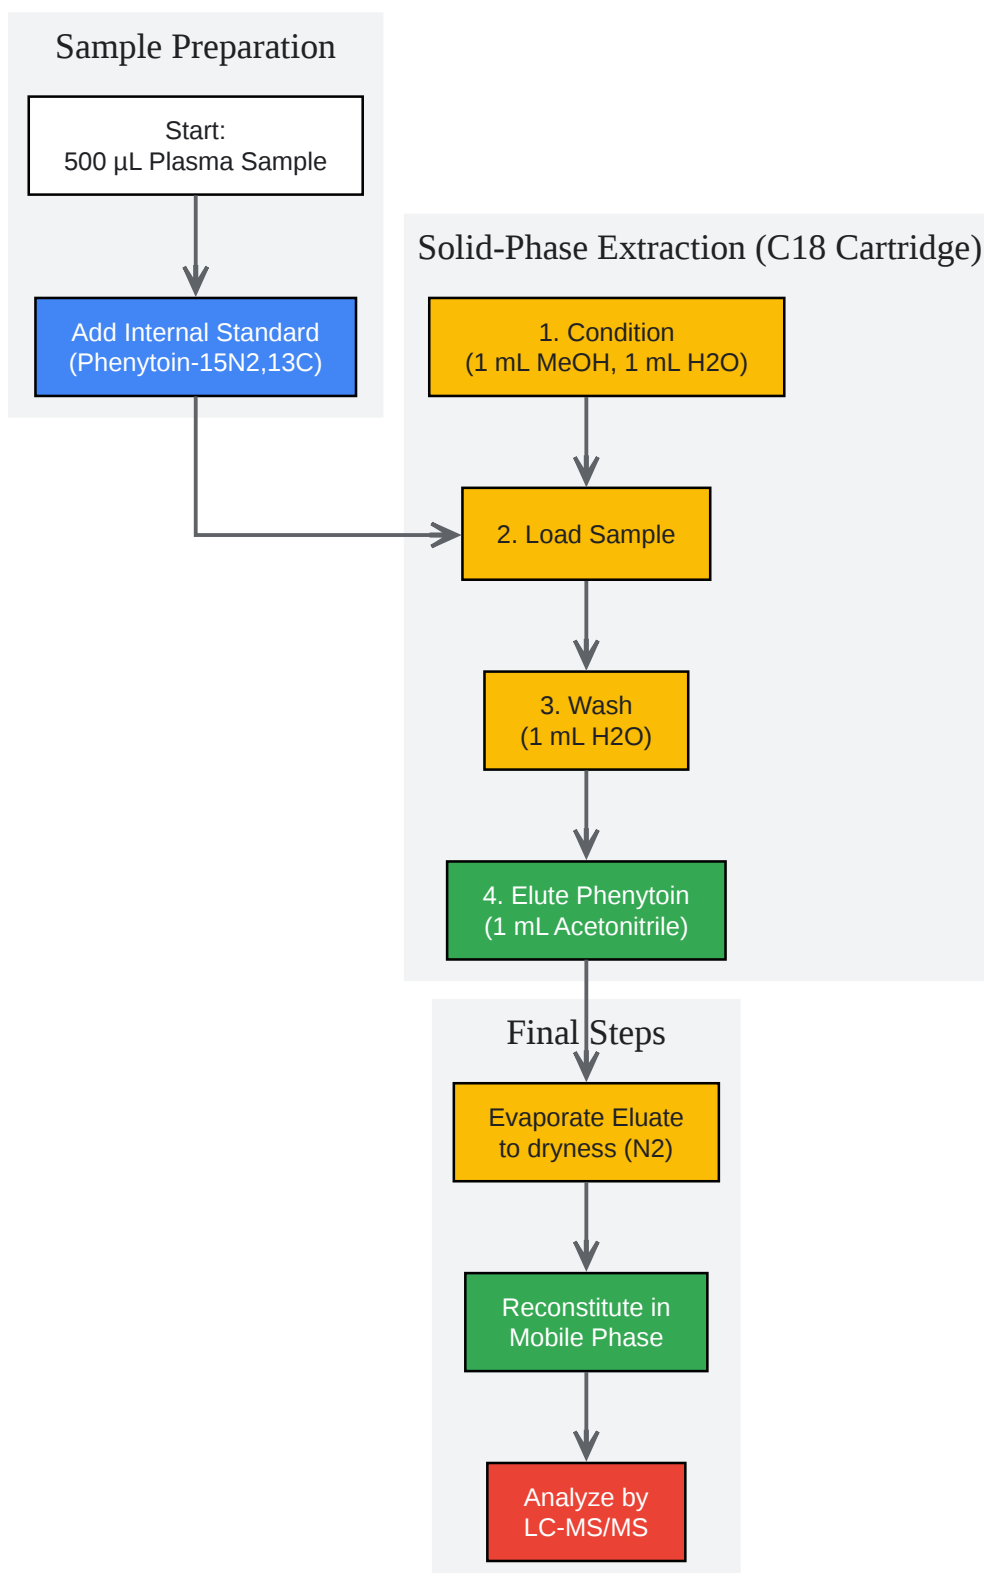 Sample Preparation
Start:
500 µL Plasma Sample
Add Internal Standard
(Phenytoin-15N2,13C)
Solid-Phase Extraction (C18 Cartridge)
1. Condition
(1 mL MeOH, 1 mL H2O)
2. Load Sample
3. Wash
(1 mL H2O)
4. Elute Phenytoin
(1 mL Acetonitrile)
Final Steps
Evaporate Eluate
to dryness (N2)
Reconstitute in
Mobile Phase
Analyze by
LC-MS/MS